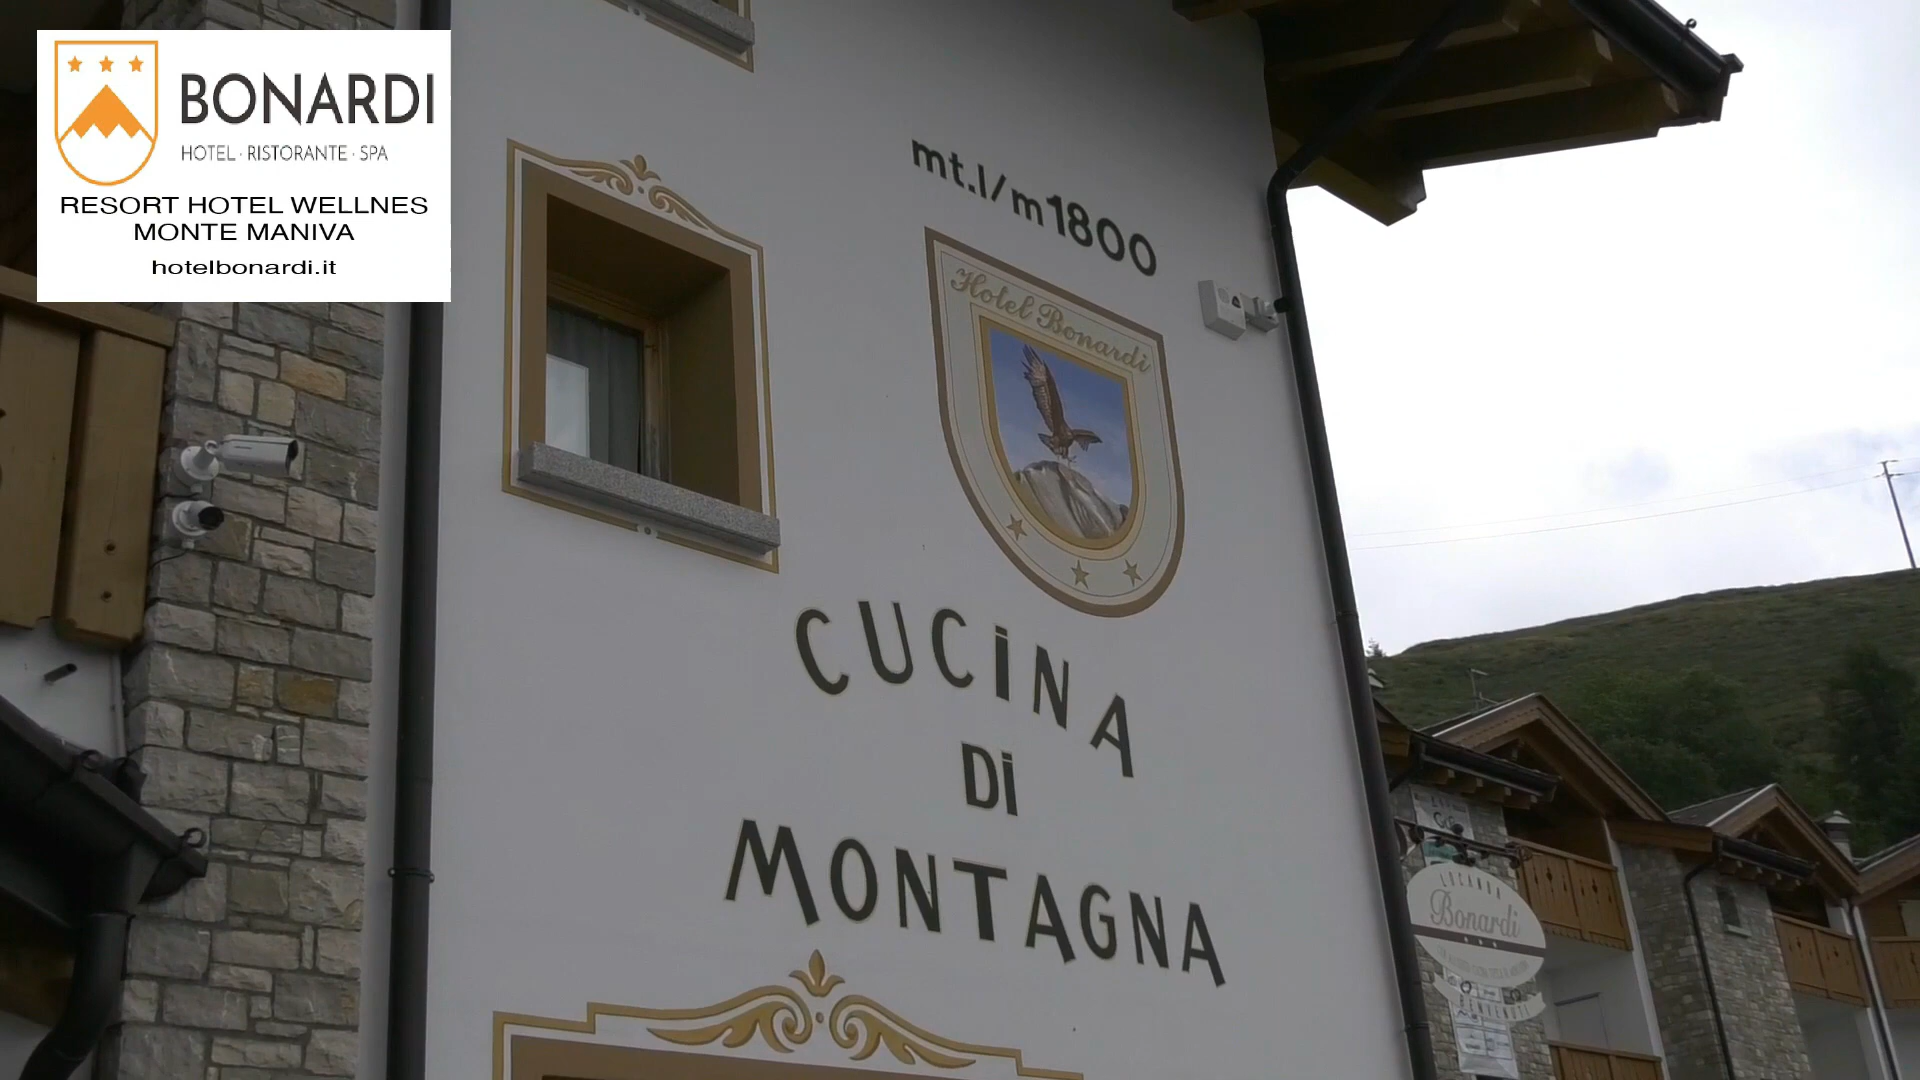 BONARDI
HOTEL · RISTORANTE · SPA
RESORT HOTEL WELLNES
MONTE MANIVA
hotelbonardi.it
mt.l/m1800
Hotel Bonardi
CUCiNA
Di
MONTAGNA
LOCANDA
Bonardi
BENVENUTI